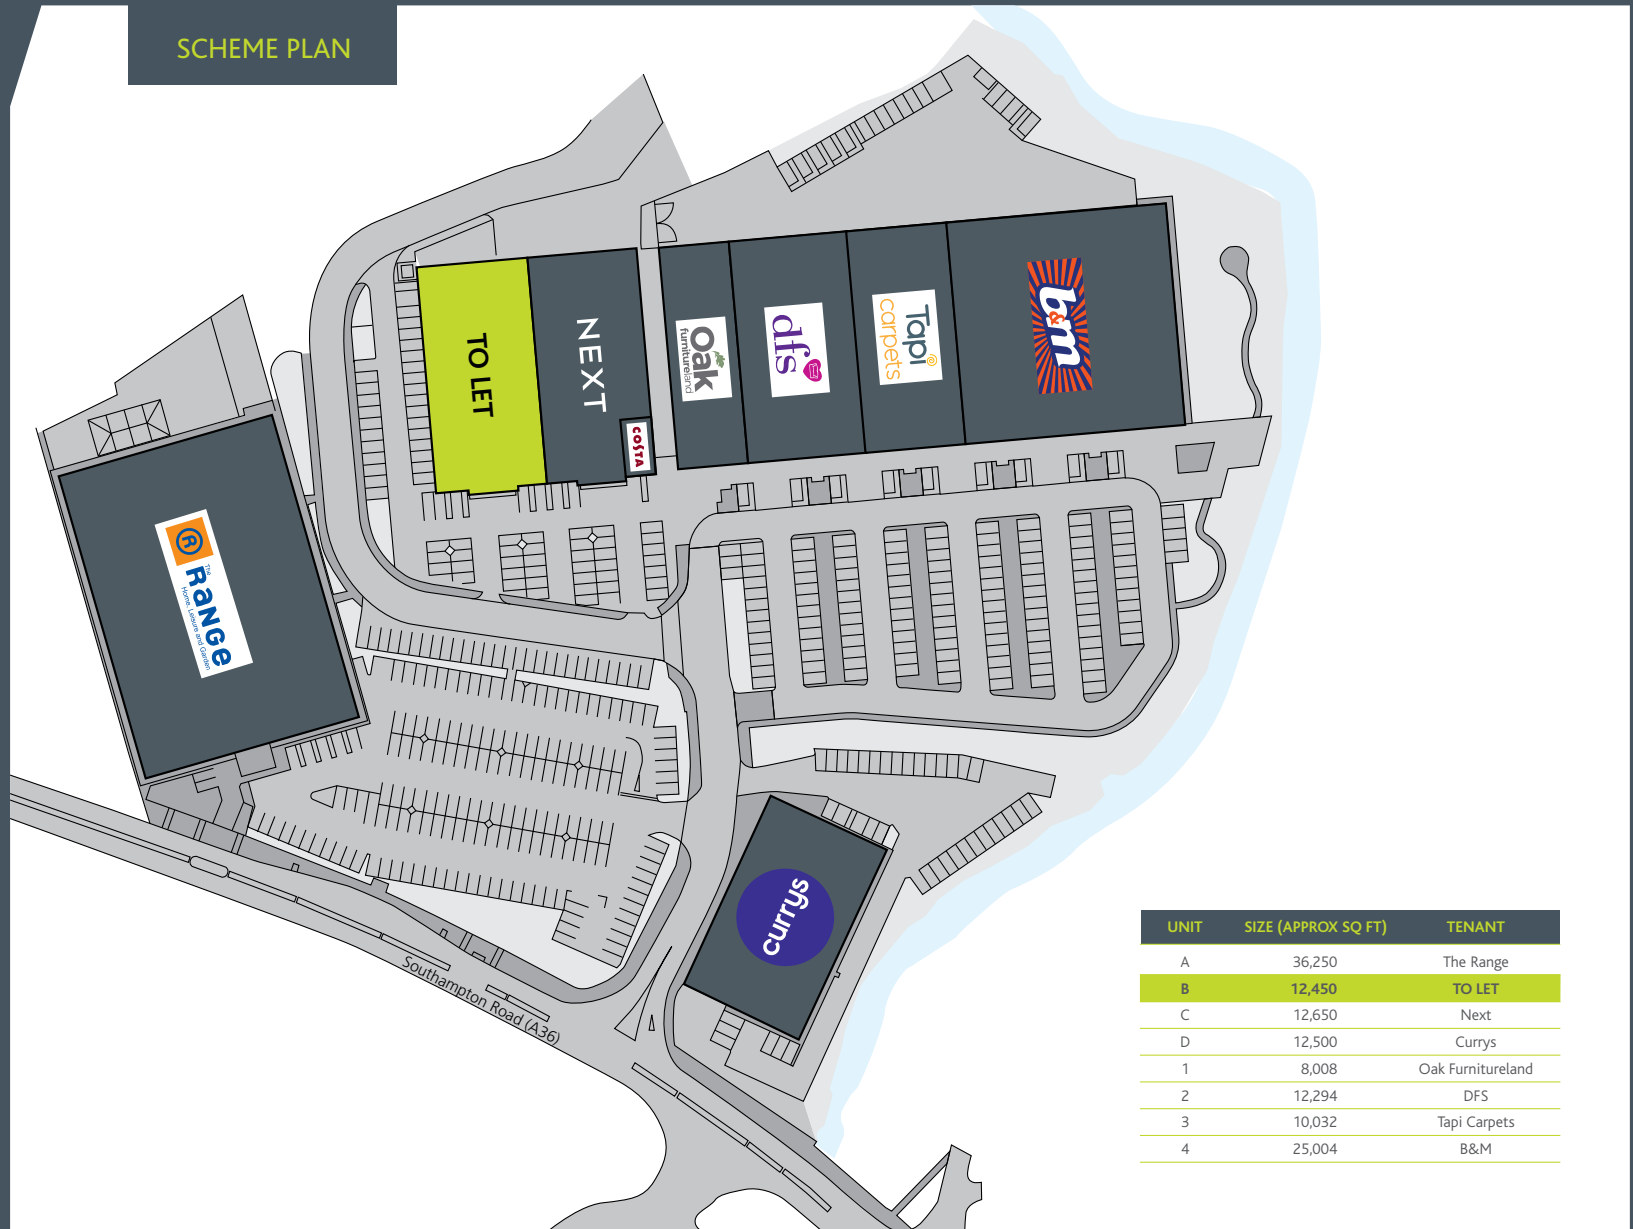 SCHEME PLAN
TO LET
NEXT
COSTA
Oak
furnitureland
dfs
Tapi
carpets
b&m
R
The
RaNGe
Home, Leisure and Garden
currys
Southampton Road (A36)
UNIT SIZE (APPROX SQ FT) TENANT
A 36,250 The Range
B 12,450 TO LET
C 12,650 Next
D 12,500 Currys
1 8,008 Oak Furnitureland
2 12,294 DFS
3 10,032 Tapi Carpets
4 25,004 B&M